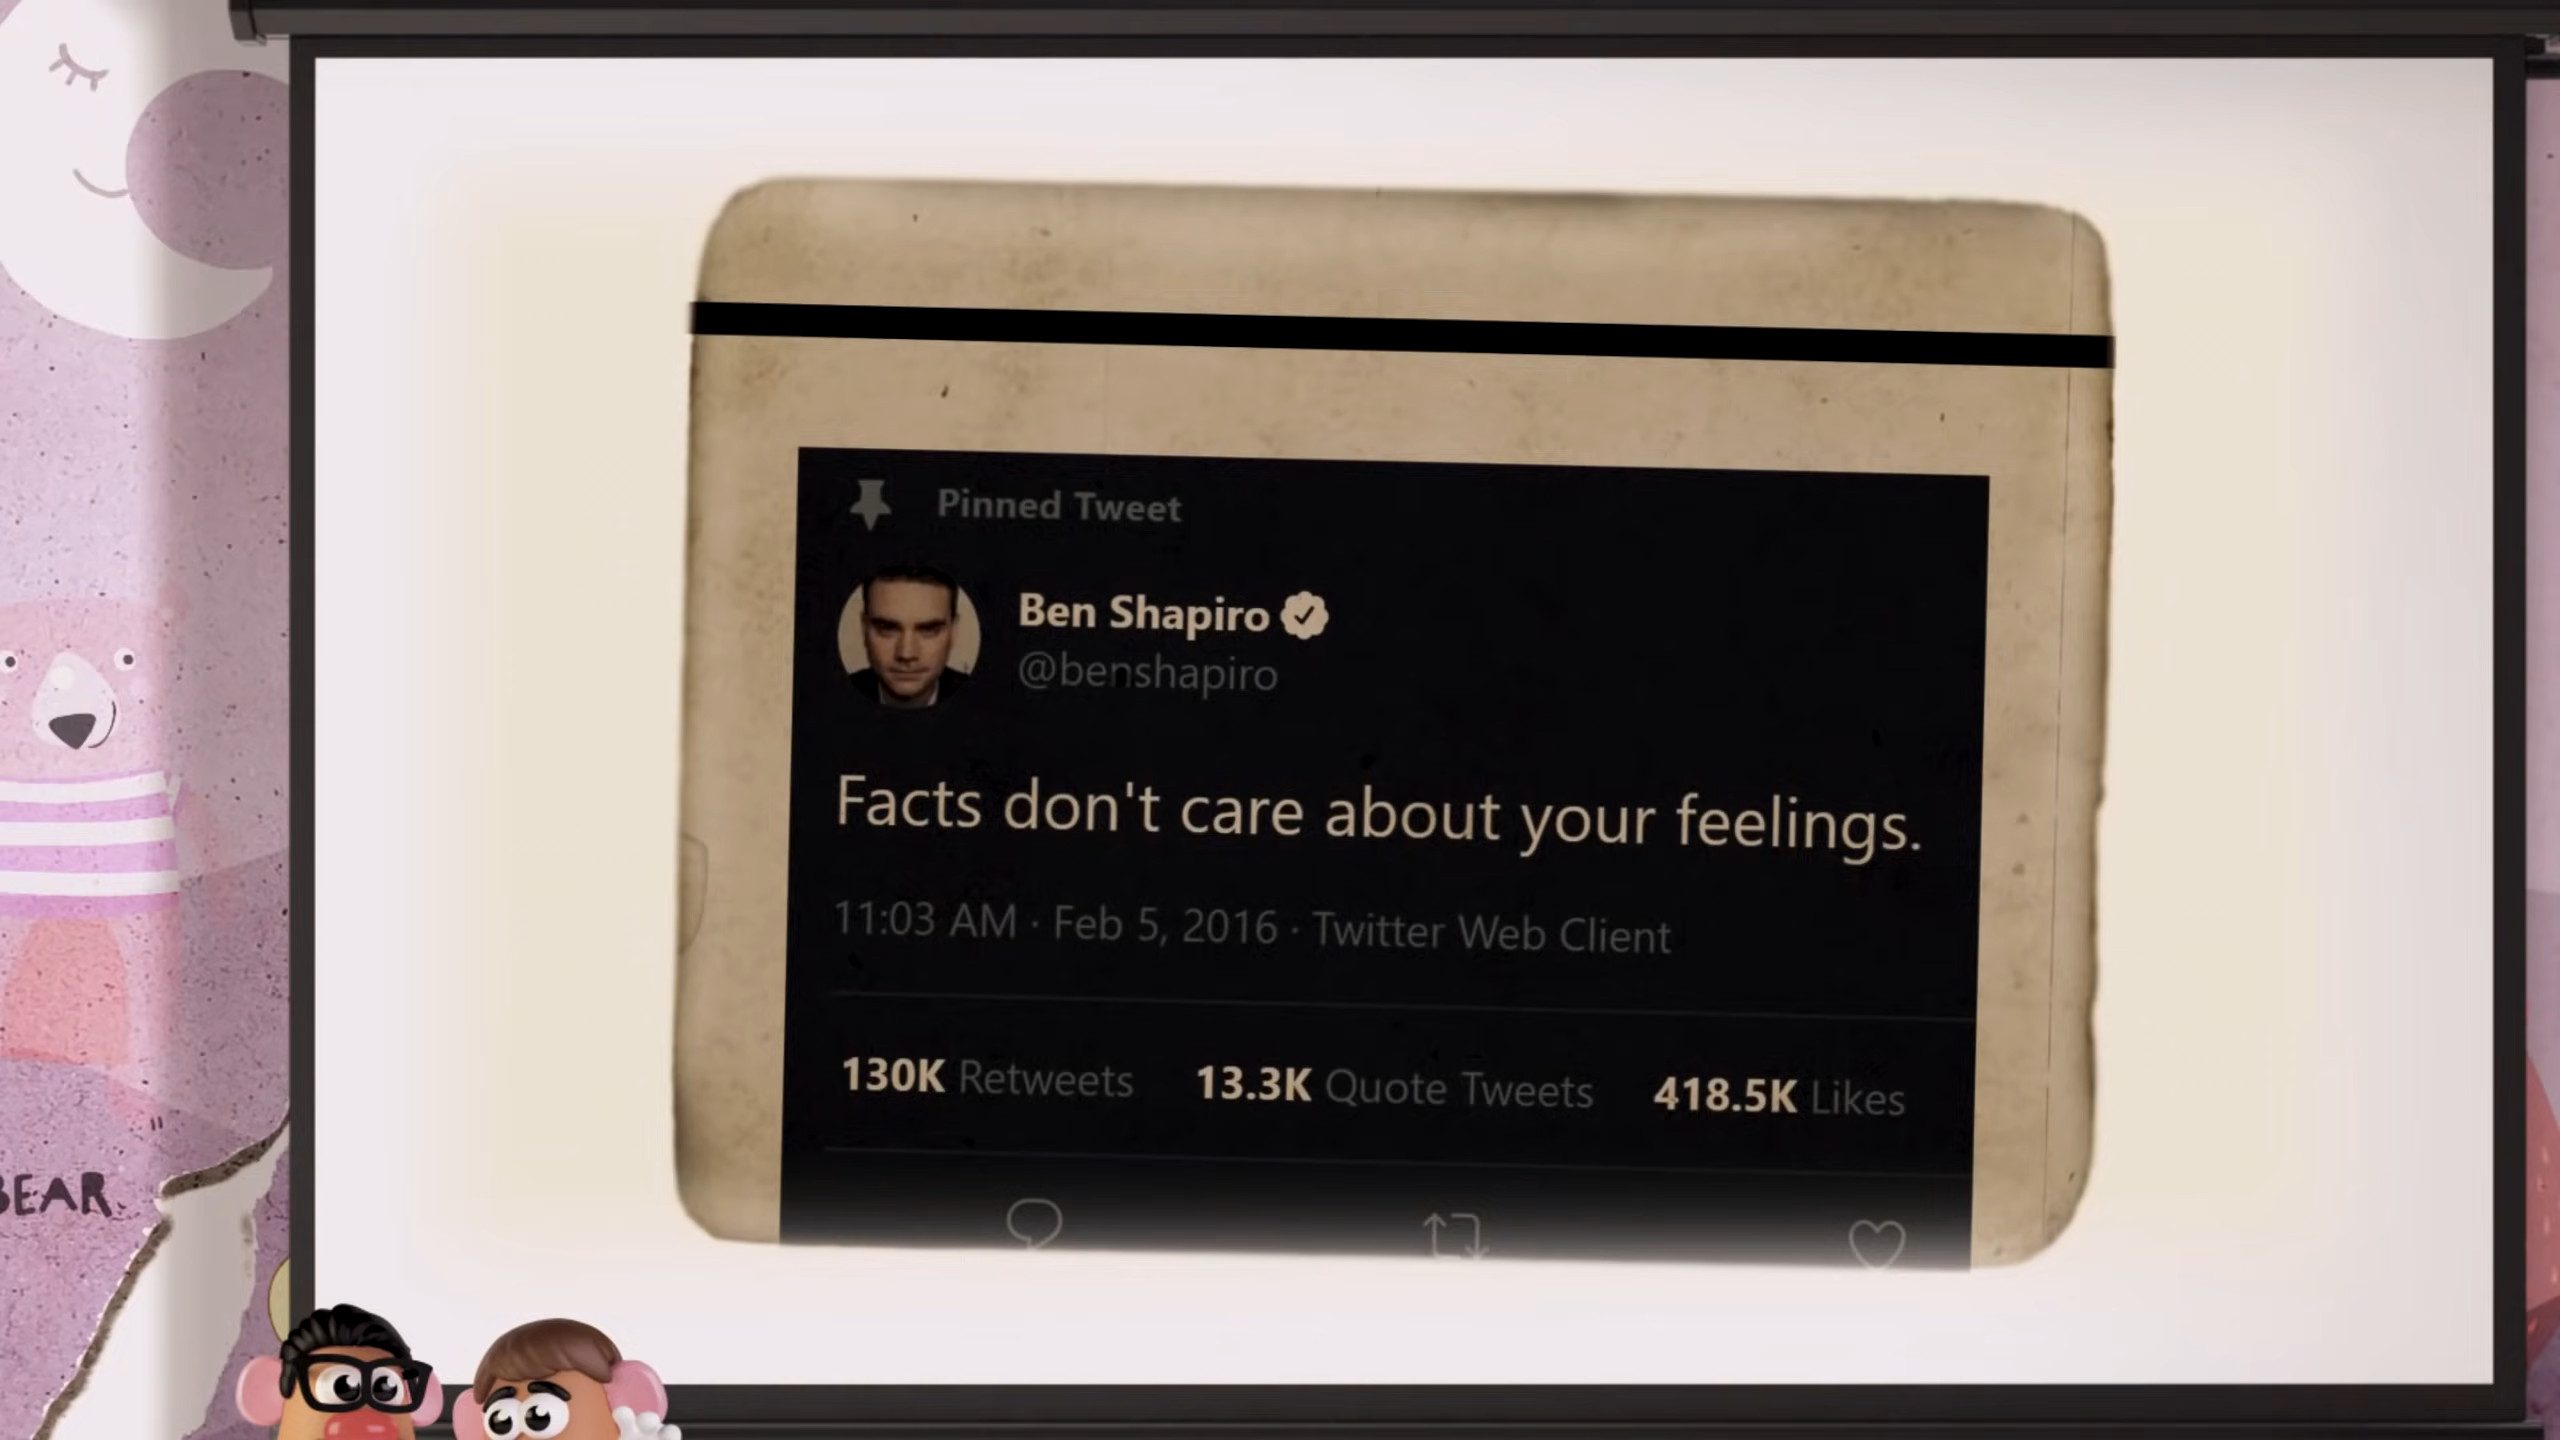 Pinned Tweet
Ben Shapiro
@benshapiro
Facts don't care about your feelings.
11:03 AM · Feb 5, 2016 · Twitter Web Client
130K Retweets 13.3K Quote Tweets 418.5K Likes
BEAR